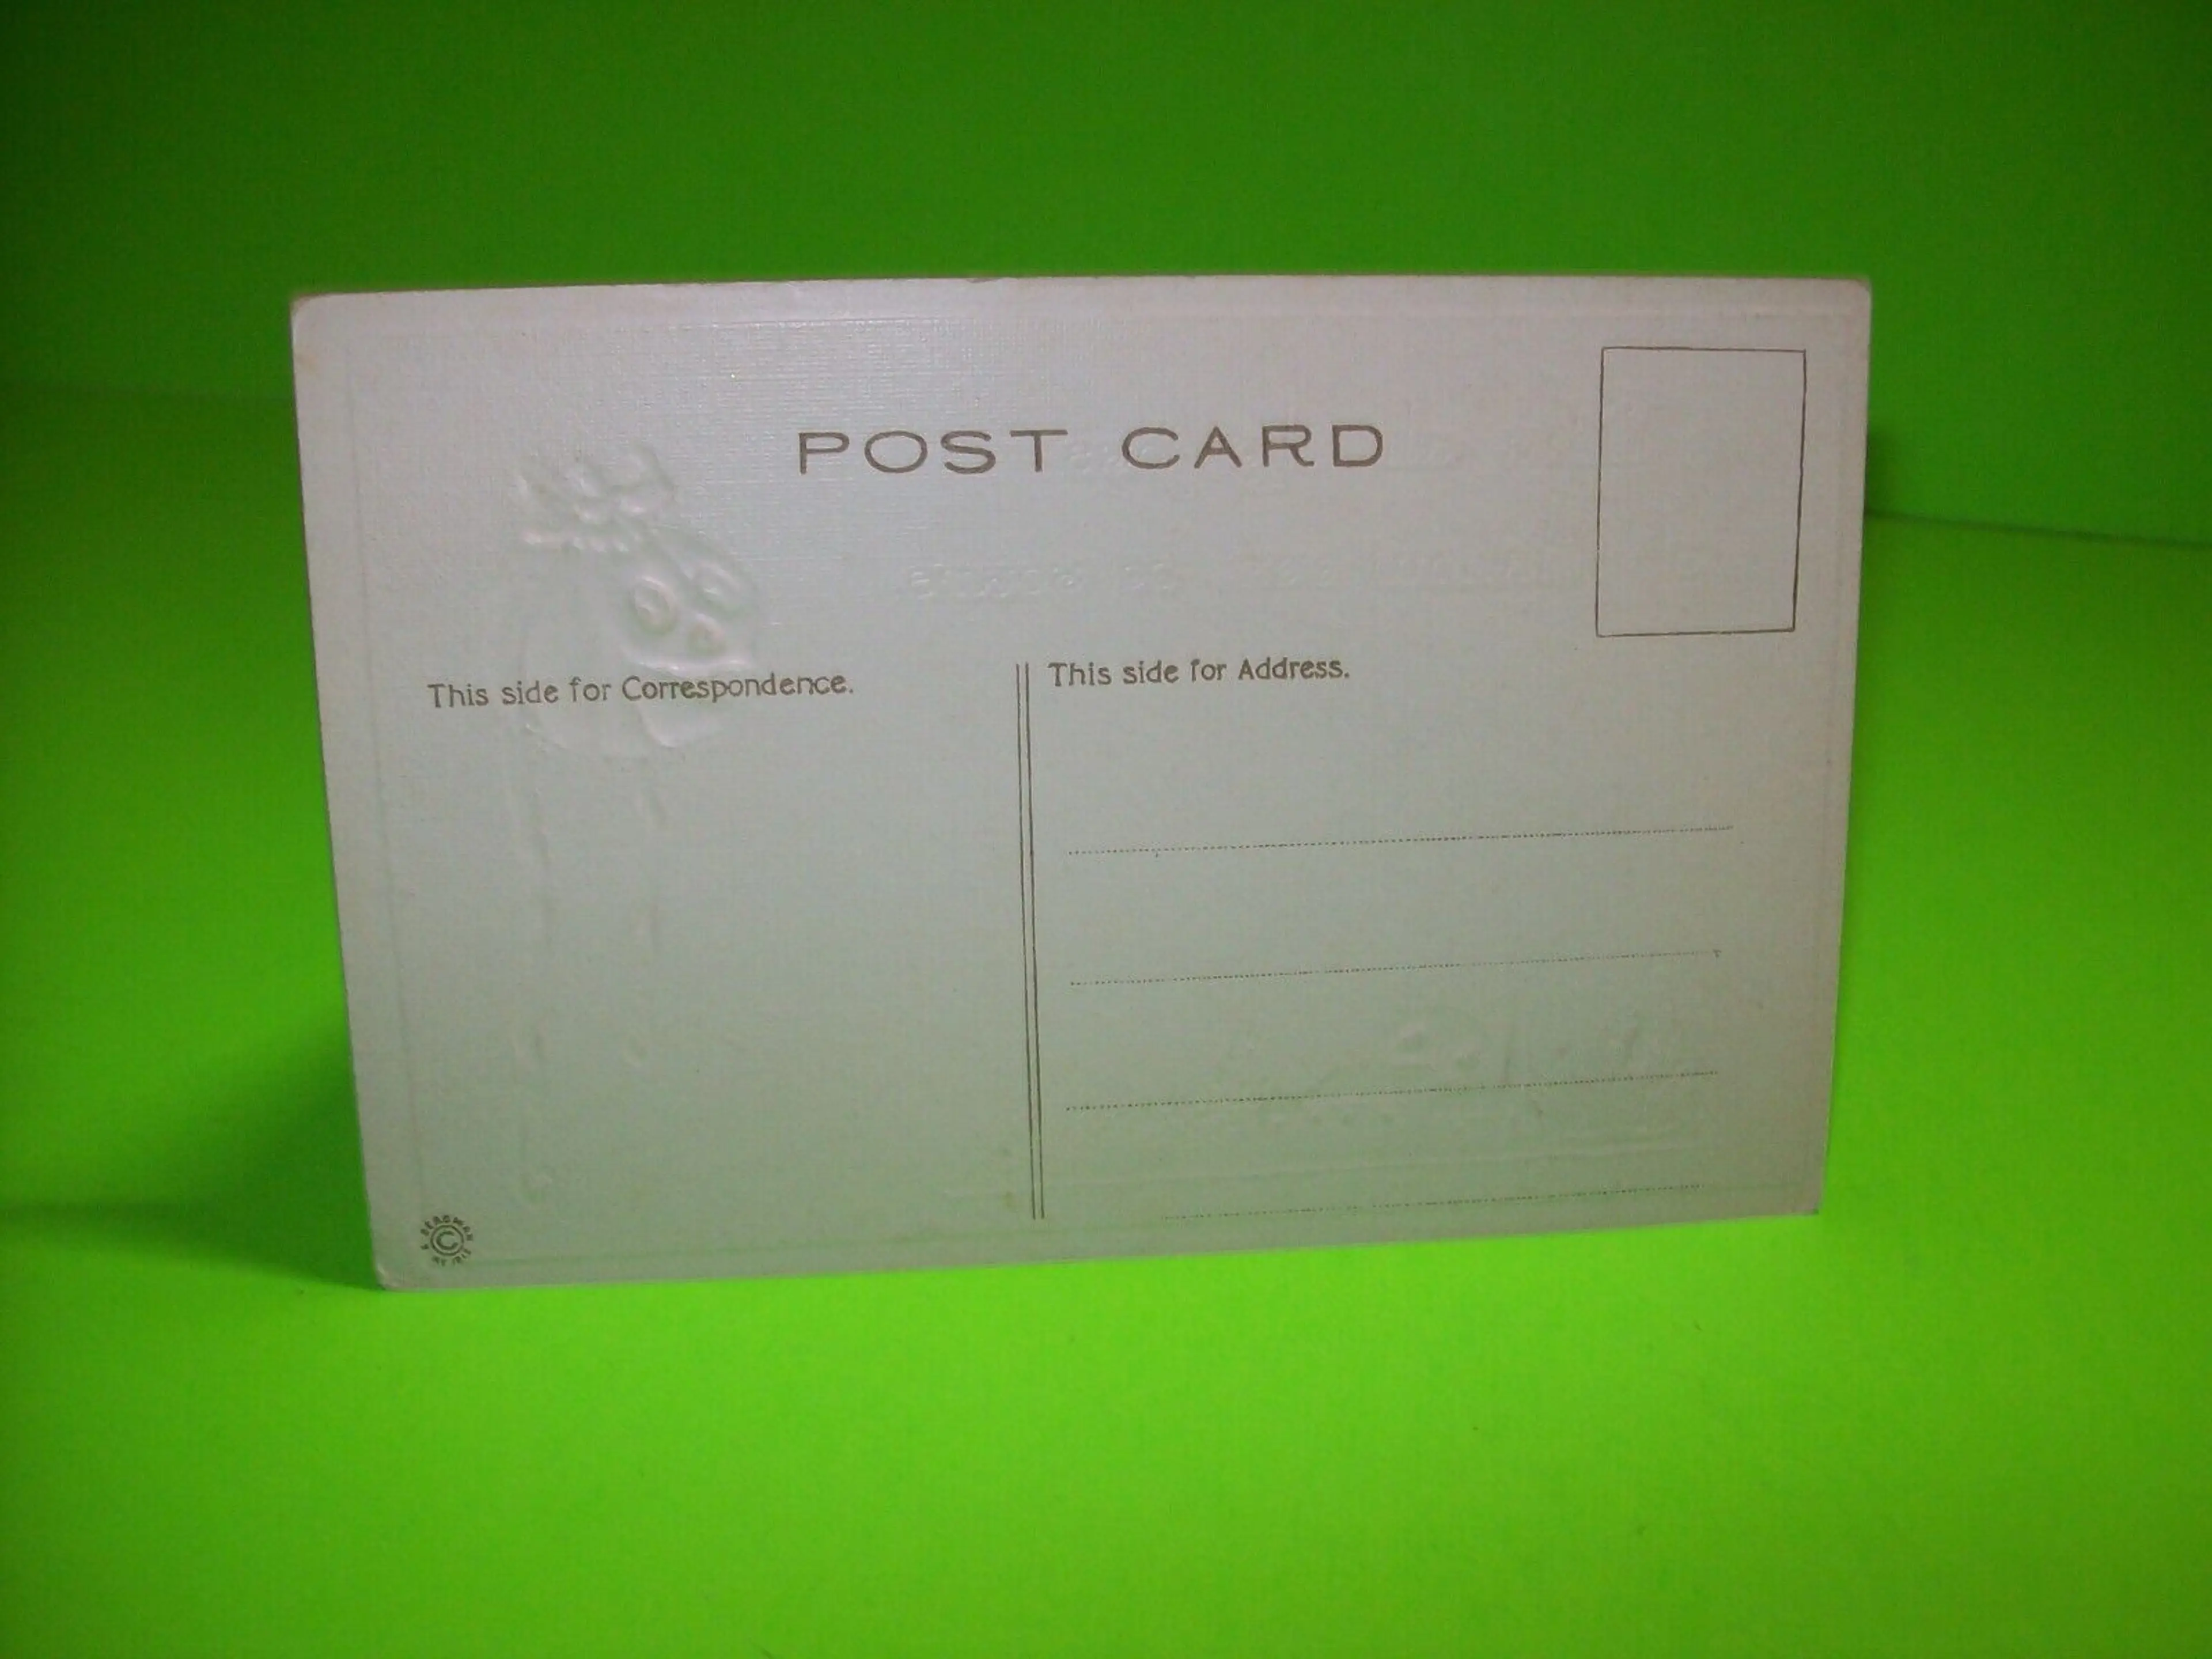 POST CARD
This side for Correspondence.
This side for Address.
©